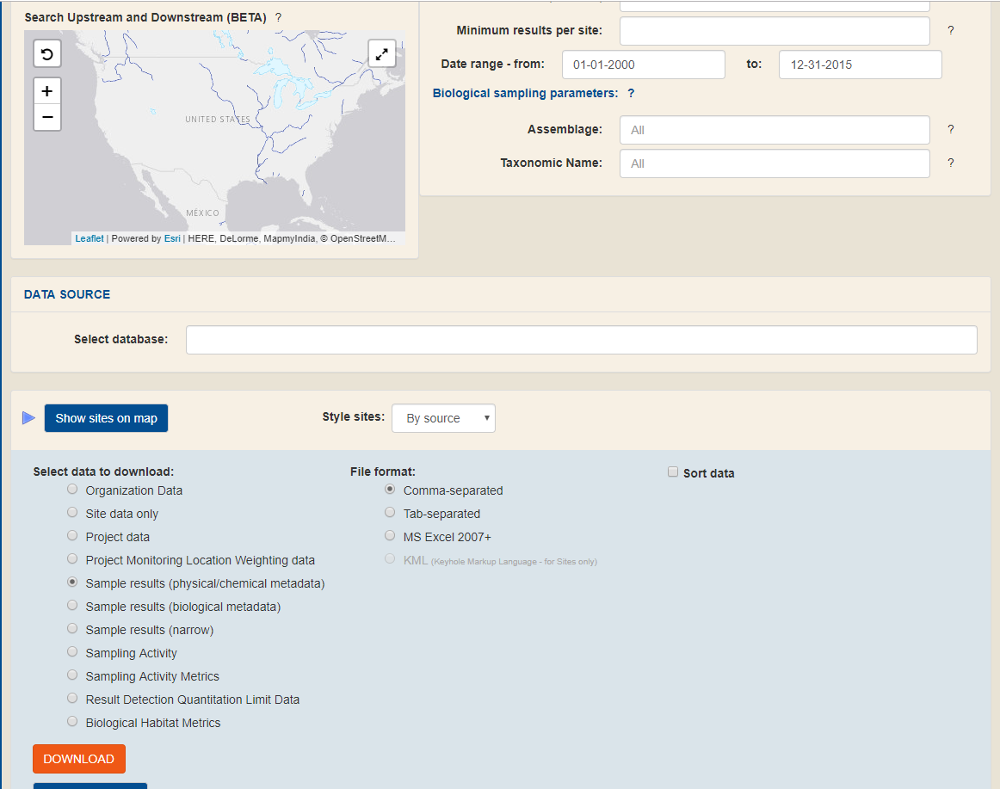 Search Upstream and Downstream (BETA) ?
+
−
UNITED STATES
MÉXICO
Leaflet | Powered by Esri | HERE, DeLorme, MapmyIndia, © OpenStreetM...
Minimum results per site: ?
Date range - from: 01-01-2000 to: 12-31-2015
Biological sampling parameters: ?
Assemblage: All ?
Taxonomic Name: All ?
DATA SOURCE
Select database:
Show sites on map
Style sites: By source
Select data to download:
Organization Data
Site data only
Project data
Project Monitoring Location Weighting data
Sample results (physical/chemical metadata)
Sample results (biological metadata)
Sample results (narrow)
Sampling Activity
Sampling Activity Metrics
Result Detection Quantitation Limit Data
Biological Habitat Metrics
File format:
Comma-separated
Tab-separated
MS Excel 2007+
KML (Keyhole Markup Language - for Sites only)
Sort data
DOWNLOAD